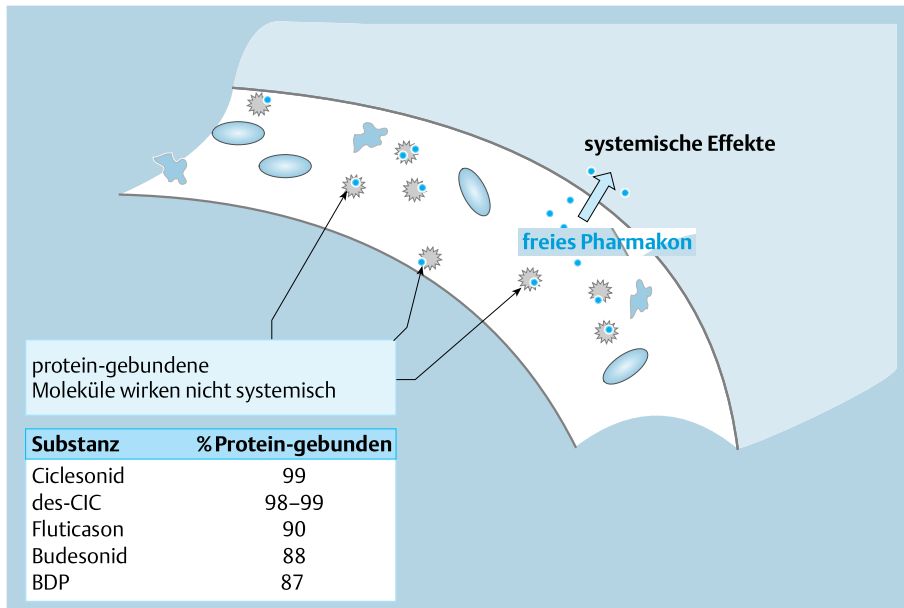 systemische Effekte
freies Pharmakon
protein-gebundene
Moleküle wirken nicht systemisch
Substanz % Protein-gebunden
Ciclesonid 99
des-CIC 98–99
Fluticason 90
Budesonid 88
BDP 87